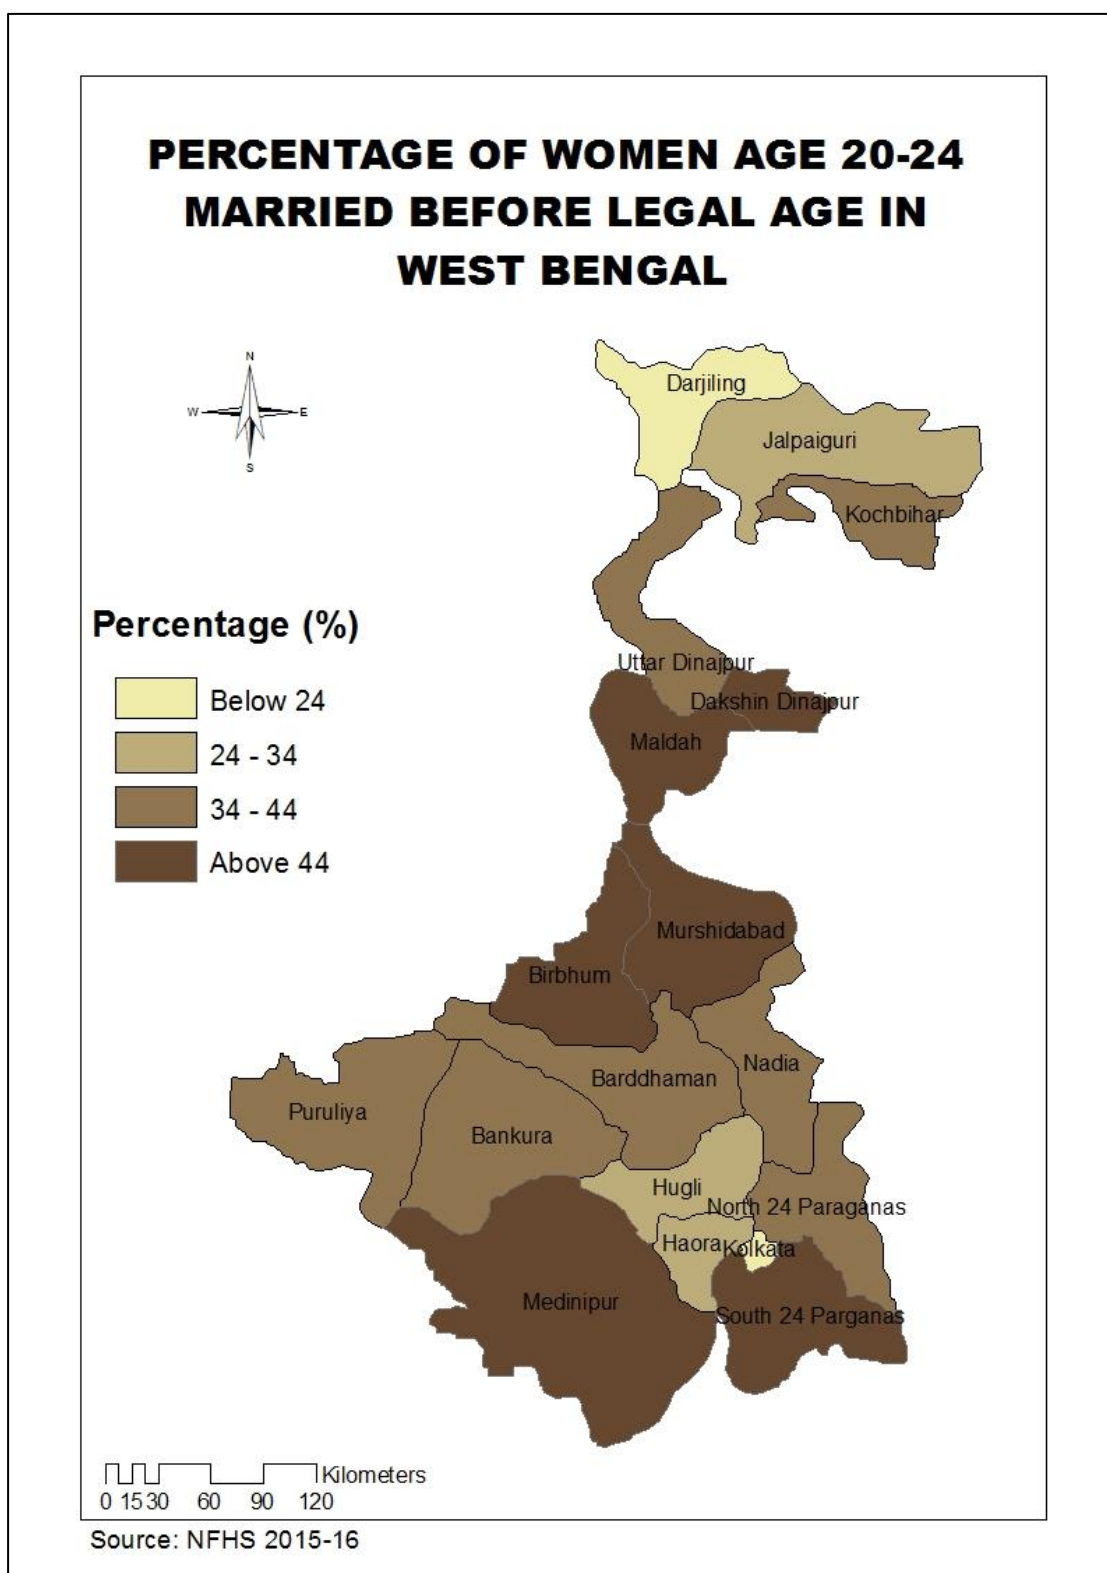 PERCENTAGE OF WOMEN AGE 20-24
MARRIED BEFORE LEGAL AGE IN
WEST BENGAL
N
W E
S
Darjiling
Jalpaiguri
Kochbihar
Percentage (%)
Below 24
24 - 34
34 - 44
Above 44
Uttar Dinajpur
Dakshin Dinajpur
Maldah
Murshidabad
Birbhum
Nadia
Barddhaman
Puruliya
Bankura
Hugli
North 24 Paraganas
Haora
Kolkata
Medinipur
South 24 Parganas
Kilometers
0 15 30 60 90 120
Source: NFHS 2015-16